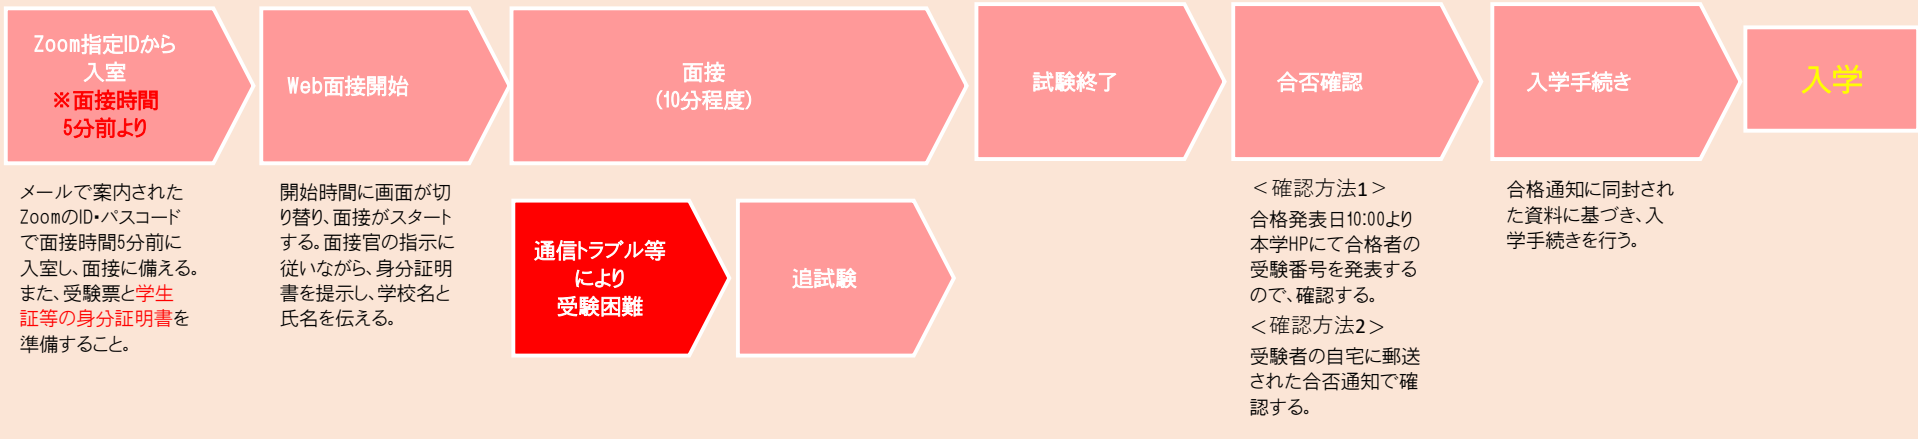 Zoom指定IDから
入室
※面接時間
5分前より
Web面接開始
面接
(10分程度)
試験終了
合否確認
入学手続き
入学
メールで案内された
ZoomのID・パスコード
で面接時間5分前に
入室し、面接に備える。
また、受験票と学生
証等の身分証明書を
準備すること。
開始時間に画面が切
り替り、面接がスタート
する。面接官の指示に
従いながら、身分証明
書を提示し、学校名と
氏名を伝える。
通信トラブル等
により
受験困難
追試験
＜確認方法1＞
合格発表日10:00より
本学HPにて合格者の
受験番号を発表する
ので、確認する。
＜確認方法2＞
受験者の自宅に郵送
された合否通知で確
認する。
合格通知に同封され
た資料に基づき、入
学手続きを行う。